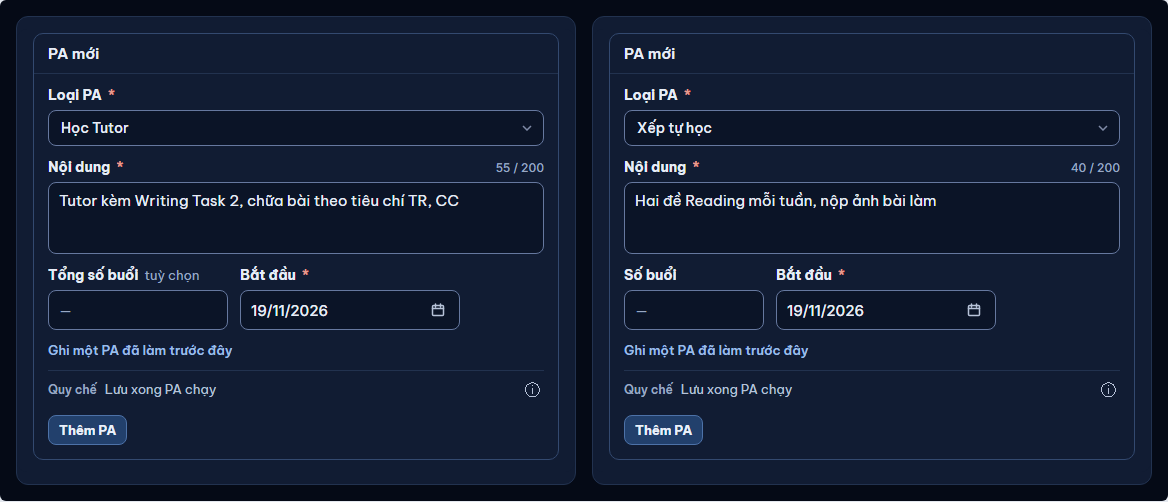 PA mới
Loại PA *
Học Tutor
Nội dung * 55 / 200
Tutor kèm Writing Task 2, chữa bài theo tiêu chí TR, CC
Tổng số buổi tuỳ chọn Bắt đầu *
– 19/11/2026
Ghi một PA đã làm trước đây
Quy chế Lưu xong PA chạy
Thêm PA
PA mới
Loại PA *
Xếp tự học
Nội dung * 40 / 200
Hai đề Reading mỗi tuần, nộp ảnh bài làm
Số buổi Bắt đầu *
– 19/11/2026
Ghi một PA đã làm trước đây
Quy chế Lưu xong PA chạy
Thêm PA